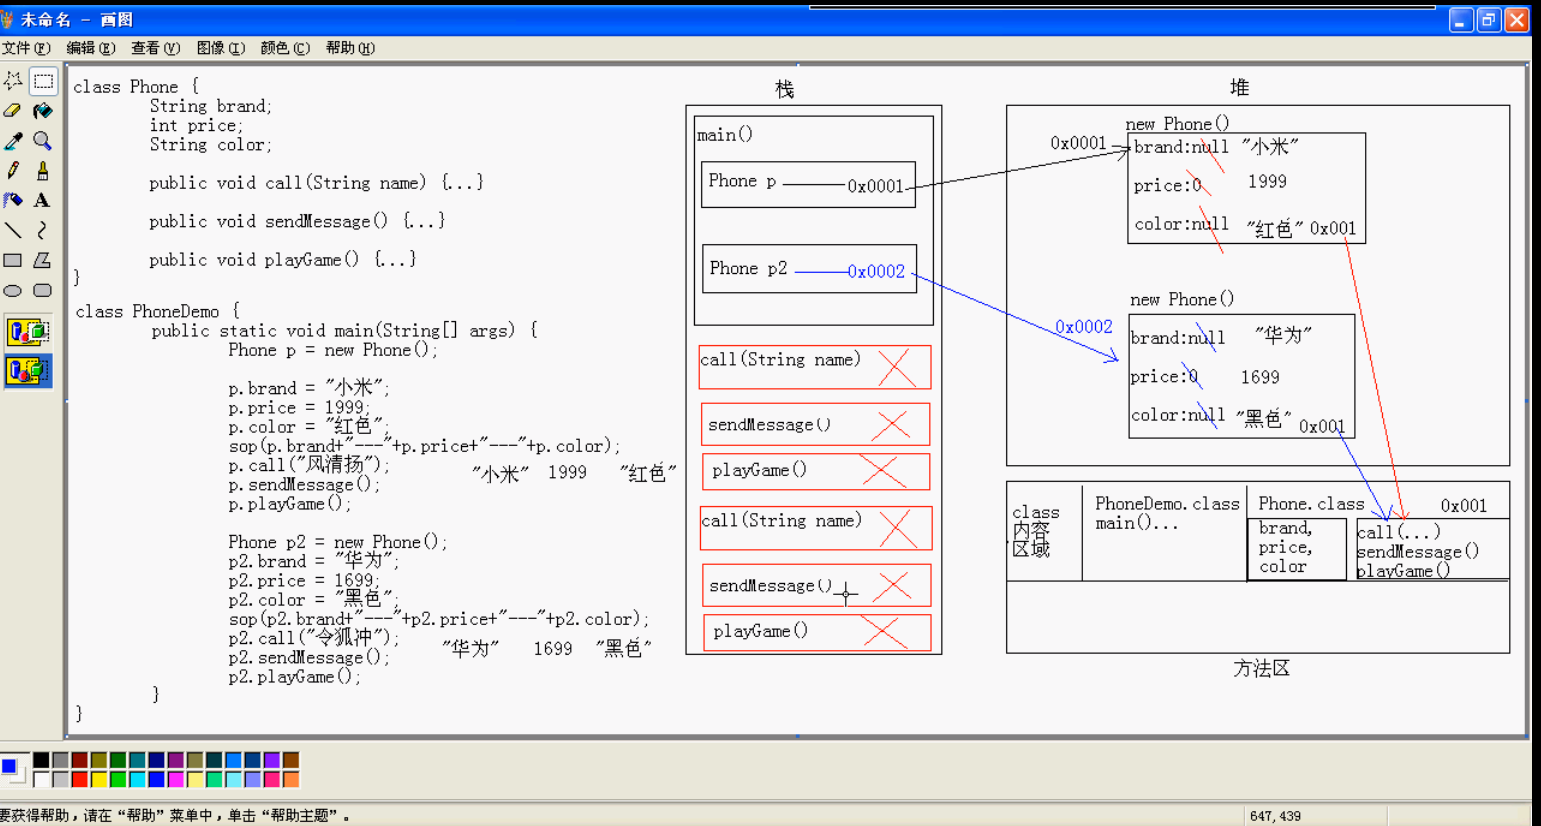 未命名 - 画图
文件(F) 编辑(E) 查看(V) 图像(I) 颜色(C) 帮助(H)
class Phone {
String brand;
int price;
String color;
public void call(String name) {...}
public void sendMessage() {...}
public void playGame() {...}
}
class PhoneDemo {
public static void main(String[] args) {
Phone p = new Phone();
p.brand = "小米";
p.price = 1999;
p.color = "红色";
sop(p.brand+"---"+p.price+"---"+p.color);
p.call("风清扬");
"小米" 1999 "红色"
p.sendMessage();
p.playGame();
Phone p2 = new Phone();
p2.brand = "华为";
p2.price = 1699;
p2.color = "黑色";
sop(p2.brand+"---"+p2.price+"---"+p2.color);
p2.call("令狐冲");
"华为" 1699 "黑色"
p2.sendMessage();
p2.playGame();
}
}
栈
main()
Phone p 0x0001
Phone p2 0x0002
call(String name)
sendMessage()
playGame()
call(String name)
sendMessage()
playGame()
堆
new Phone()
0x0001
brand:null "小米"
price:0 1999
color:null "红色" 0x001
new Phone()
0x0002
brand:null "华为"
price:0 1699
color:null "黑色" 0x001
class
内容
区域
PhoneDemo.class
main()...
Phone.class 0x001
brand,
price,
color
call(...)
sendMessage()
playGame()
方法区
要获得帮助，请在“帮助”菜单中，单击“帮助主题”。
647,439